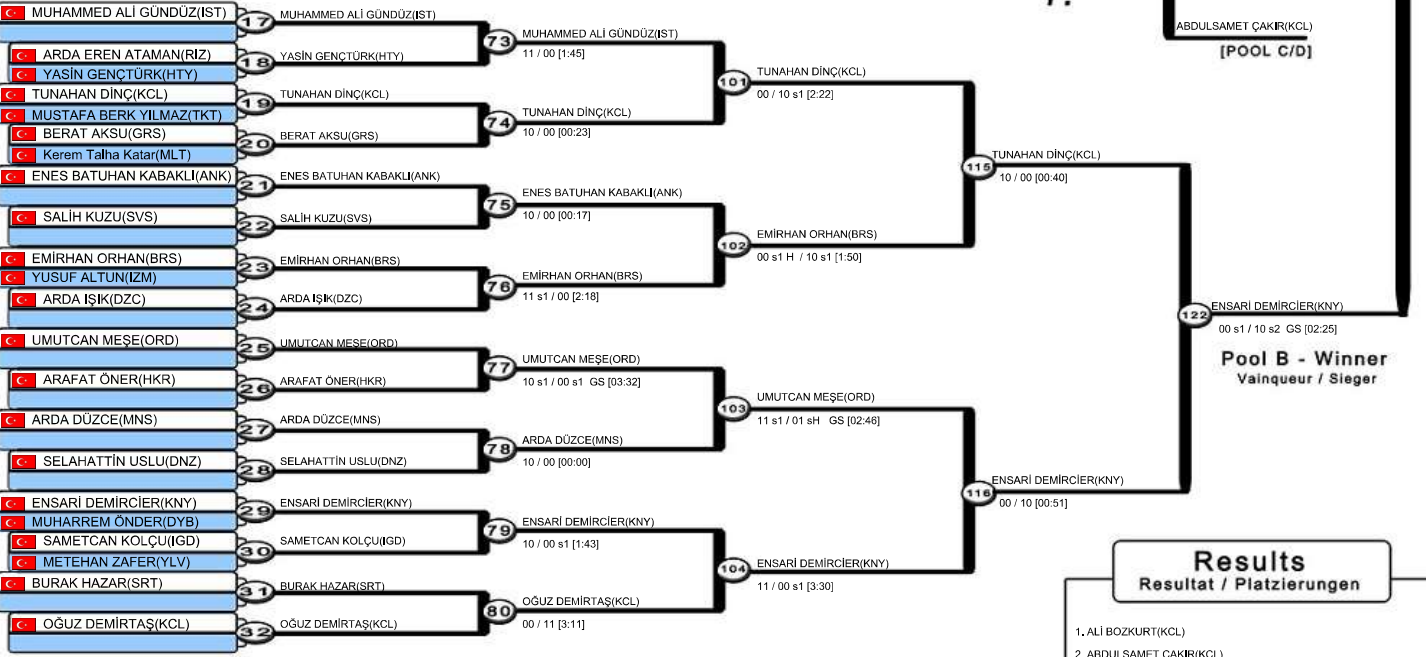 MUHAMMED ALİ GÜNDÜZ(IST)
ARDA EREN ATAMAN(RİZ)
YASİN GENÇTÜRK(HTY)
TUNAHAN DİNÇ(KCL)
MUSTAFA BERK YILMAZ(TKT)
BERAT AKSU(GRS)
Kerem Talha Katar(MLT)
ENES BATUHAN KABAKLI(ANK)
SALİH KUZU(SVS)
EMİRHAN ORHAN(BRS)
YUSUF ALTUN(IZM)
ARDA IŞIK(DZC)
UMUTCAN MEŞE(ORD)
ARAFAT ÖNER(HKR)
ARDA DÜZCE(MNS)
SELAHATTİN USLU(DNZ)
ENSARİ DEMİRCİER(KNY)
MUHARREM ÖNDER(DYB)
SAMETCAN KOLÇU(IGD)
METEHAN ZAFER(YLV)
BURAK HAZAR(SRT)
OĞUZ DEMİRTAŞ(KCL)
17 MUHAMMED ALİ GÜNDÜZ(IST)
18 YASİN GENÇTÜRK(HTY)
19 TUNAHAN DİNÇ(KCL)
20 BERAT AKSU(GRS)
21 ENES BATUHAN KABAKLI(ANK)
22 SALİH KUZU(SVS)
23 EMİRHAN ORHAN(BRS)
24 ARDA IŞIK(DZC)
25 UMUTCAN MEŞE(ORD)
26 ARAFAT ÖNER(HKR)
27 ARDA DÜZCE(MNS)
28 SELAHATTİN USLU(DNZ)
29 ENSARİ DEMİRCİER(KNY)
30 SAMETCAN KOLÇU(IGD)
31 BURAK HAZAR(SRT)
32 OĞUZ DEMİRTAŞ(KCL)
73 MUHAMMED ALİ GÜNDÜZ(IST)
11 / 00 [1:45]
74 TUNAHAN DİNÇ(KCL)
10 / 00 [00:23]
75 ENES BATUHAN KABAKLI(ANK)
10 / 00 [00:17]
76 EMİRHAN ORHAN(BRS)
11 s1 / 00 [2:18]
77 UMUTCAN MEŞE(ORD)
10 s1 / 00 s1 GS [03:32]
78 ARDA DÜZCE(MNS)
10 / 00 [00:00]
79 ENSARİ DEMİRCİER(KNY)
10 / 00 s1 [1:43]
80 OĞUZ DEMİRTAŞ(KCL)
00 / 11 [3:11]
101 TUNAHAN DİNÇ(KCL)
00 / 10 s1 [2:22]
102 EMİRHAN ORHAN(BRS)
00 s1 H / 10 s1 [1:50]
103 UMUTCAN MEŞE(ORD)
11 s1 / 01 sH GS [02:46]
104 ENSARİ DEMİRCİER(KNY)
11 / 00 s1 [3:30]
115 TUNAHAN DİNÇ(KCL)
10 / 00 [00:40]
116 ENSARİ DEMİRCİER(KNY)
00 / 10 [00:51]
122 ENSARİ DEMİRCİER(KNY)
00 s1 / 10 s2 GS [02:25]
Pool B - Winner
Vainqueur / Sieger
ABDULSAMET ÇAKIR(KCL)
[POOL C/D]
Results
Resultat / Platzierungen
1. ALİ BOZKURT(KCL)
2. ABDULSAMET ÇAKIR(KCL)